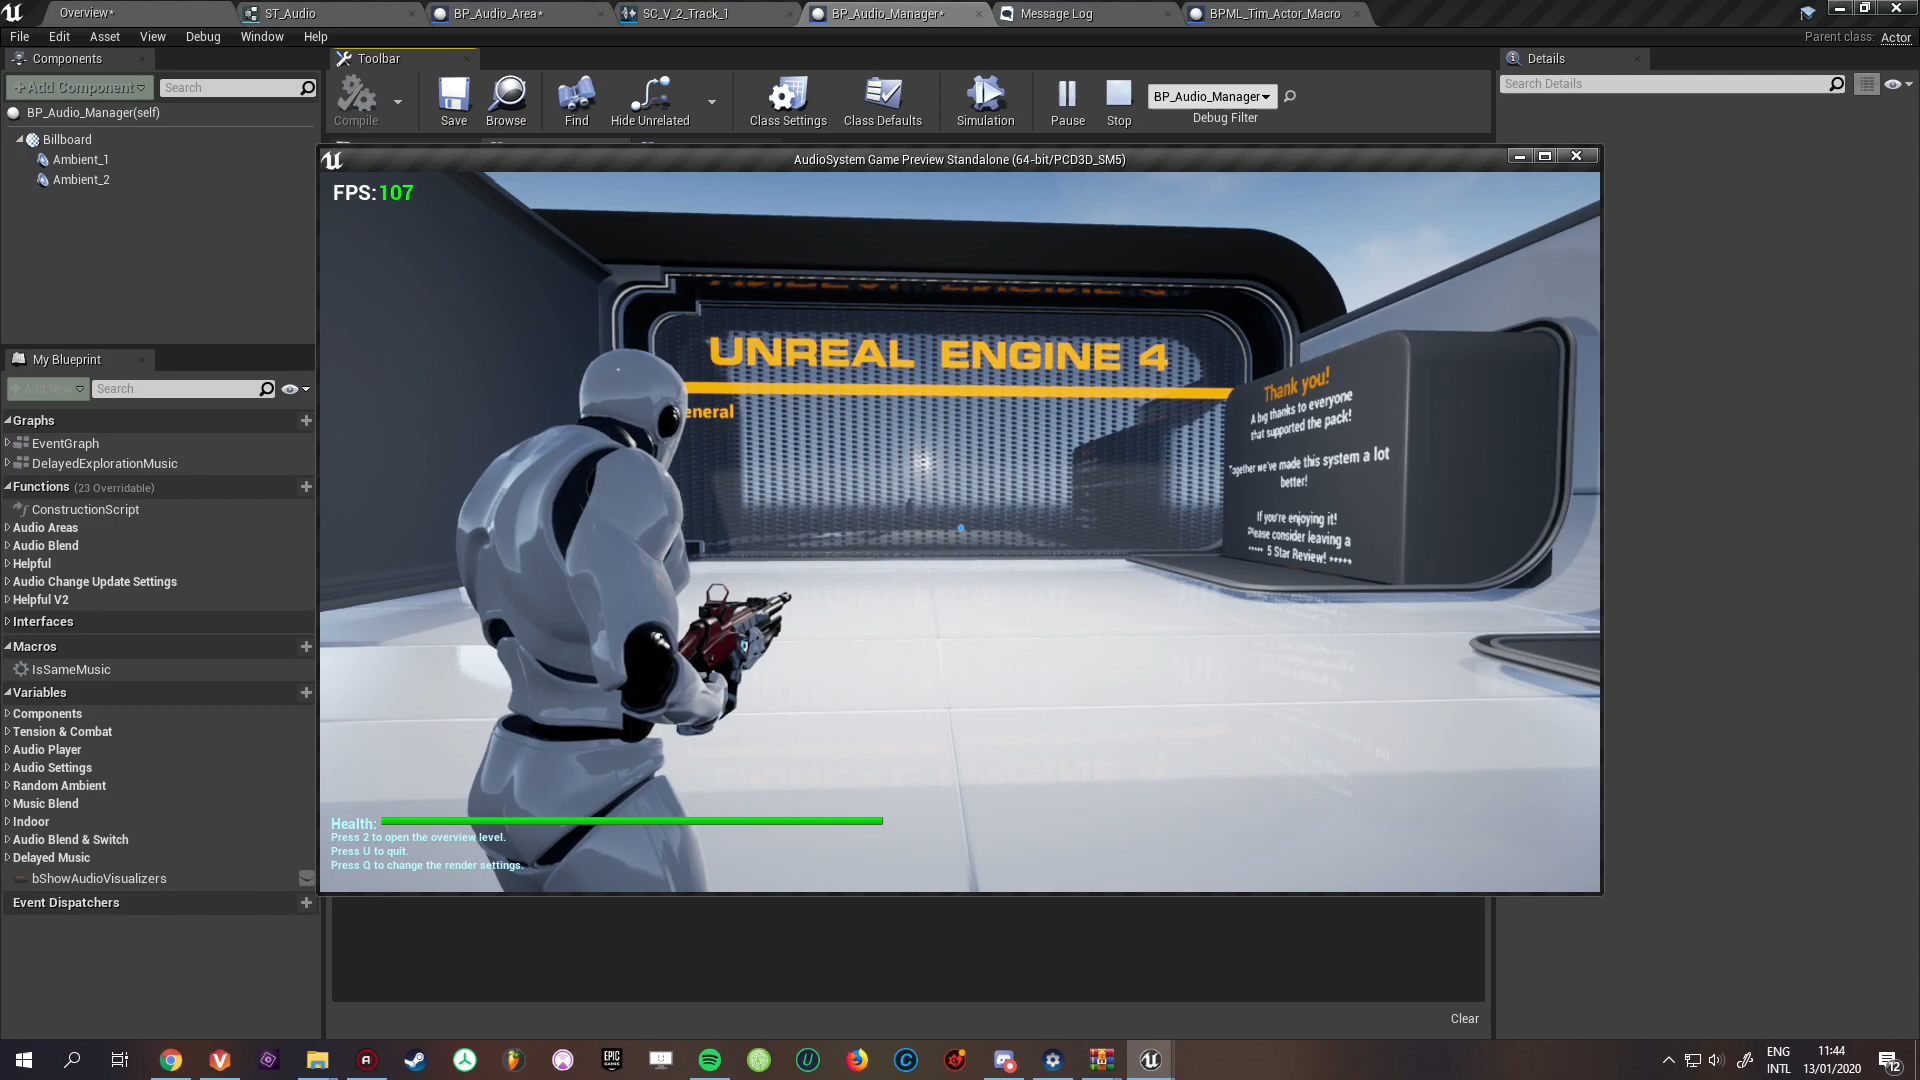 Overview*
ST_Audio
BP_Audio_Area*
SC_V_2_Track_1
BP_Audio_Manager*
Message Log
BPML_Tim_Actor_Macro
File Edit Asset View Debug Window Help
Parent class: Actor
Components
Toolbar
Details
+Add Component
Search
Search Details
BP_Audio_Manager(self)
Billboard
Ambient_1
Ambient_2
Compile
Save
Browse
Find
Hide Unrelated
Class Settings
Class Defaults
Simulation
Pause
Stop
BP_Audio_Manager
Debug Filter
AudioSystem Game Preview Standalone (64-bit/PCD3D_SM5)
FPS:107
UNREAL ENGINE 4
eneral
Thank you!
A big thanks to everyone
that supported the pack!
Together we've made this system a lot
better!
If you're enjoying it!
Please consider leaving a
***** 5 Star Review! *****
Health:
Press 2 to open the overview level.
Press U to quit.
Press Q to change the render settings.
My Blueprint
+Add New
Search
Graphs
EventGraph
DelayedExplorationMusic
Functions (23 Overridable)
ConstructionScript
Audio Areas
Audio Blend
Helpful
Audio Change Update Settings
Helpful V2
Interfaces
Macros
IsSameMusic
Variables
Components
Tension & Combat
Audio Player
Audio Settings
Random Ambient
Music Blend
Indoor
Audio Blend & Switch
Delayed Music
bShowAudioVisualizers
Event Dispatchers
Clear
EPIC
GAMES
ENG
INTL
11:44
13/01/2020
12